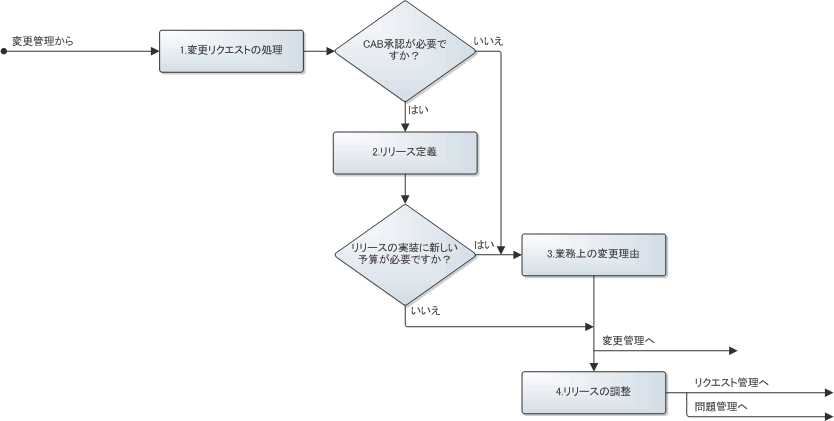 変更管理から
1.変更リクエストの処理
CAB承認が必要で
すか？
いいえ
はい
2.リリース定義
リリースの実装に新しい
予算が必要ですか？
はい
3.業務上の変更理由
いいえ
変更管理へ
4.リリースの調整
リクエスト管理へ
問題管理へ